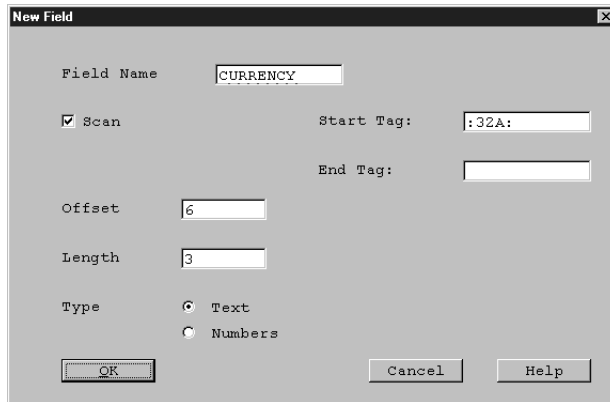 New Field
Field Name CURRENCY
Scan Start Tag: :32A:
End Tag:
Offset 6
Length 3
Type Text
Numbers
OK Cancel Help